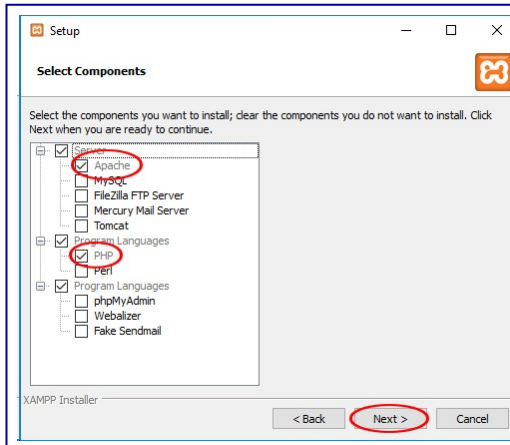 Setup
Select Components
Select the components you want to install; clear the components you do not want to install. Click
Next when you are ready to continue.
Server
Apache
MySQL
FileZilla FTP Server
Mercury Mail Server
Tomcat
Program Languages
PHP
Perl
Program Languages
phpMyAdmin
Webalizer
Fake Sendmail
XAMPP Installer
< Back Next > Cancel